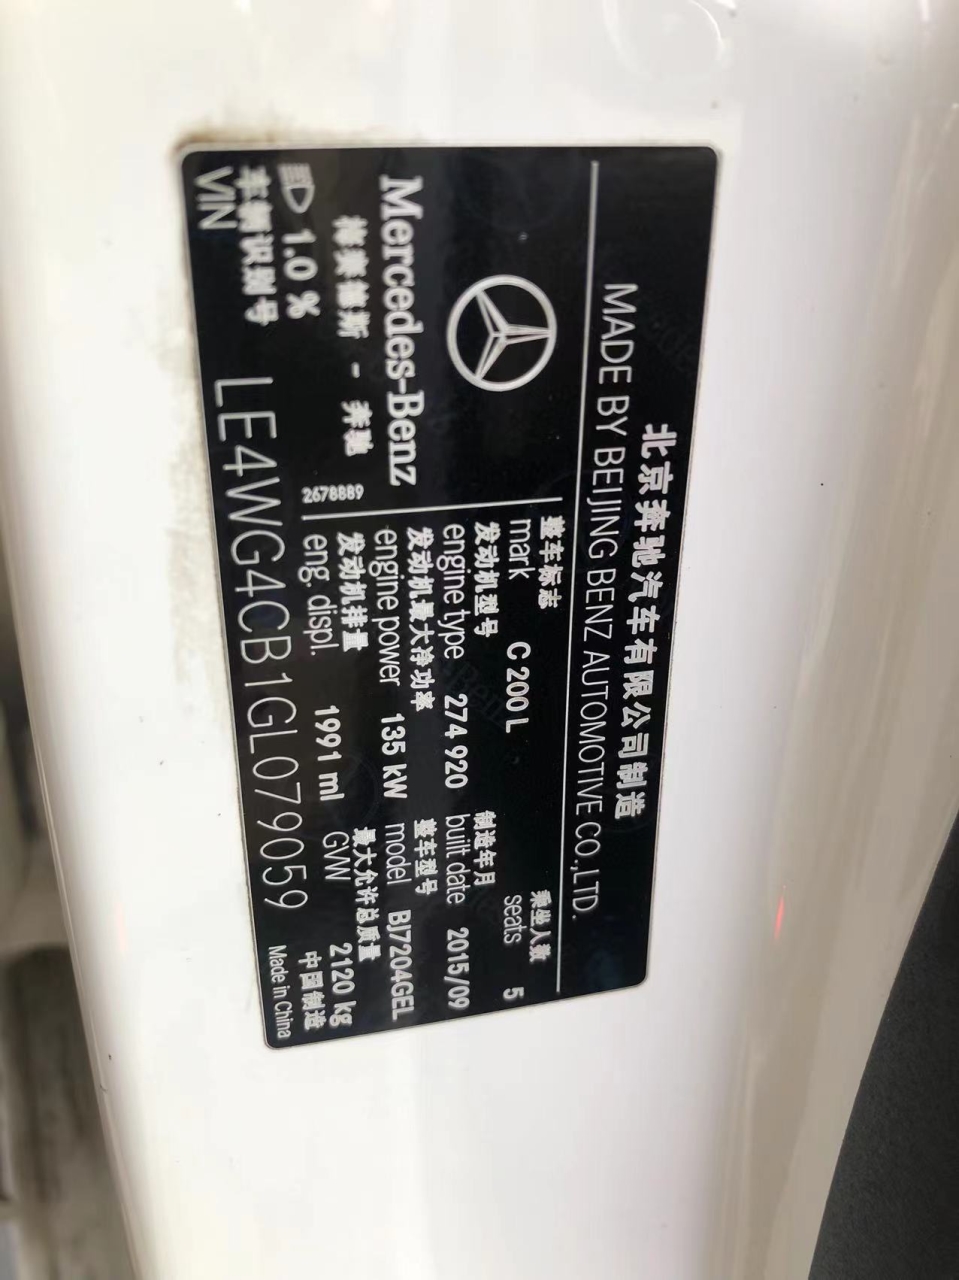 北京奔驰汽车有限公司制造
MADE BY BEIJING BENZ AUTOMOTIVE CO.,LTD.
整车标志
mark C 200 L
乘坐人数
seats 5
发动机型号
engine type 274 920
制造年月
built date 2015/09
发动机最大净功率
engine power 135 kW
整车型号
model BJ7204GEL
发动机排量
eng. displ. 1991 ml
最大允许总质量
GVW 2120 kg
Mercedes-Benz
梅赛德斯 - 奔驰
2678889
1.0 %
车辆识别号
VIN LE4WG4CB1GL079059
中国制造
Made in China